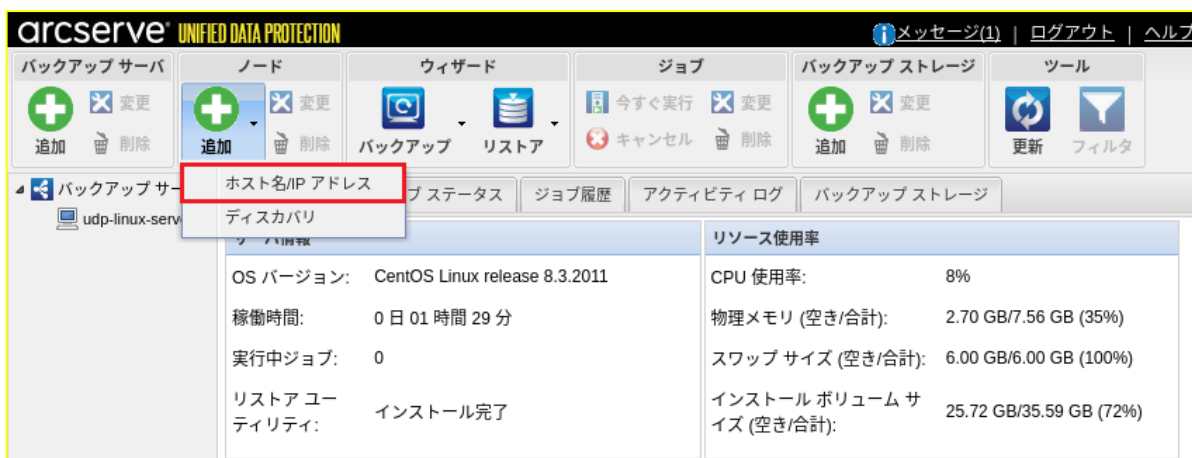 arcserve® UNIFIED DATA PROTECTION
メッセージ(1) | ログアウト | ヘルプ
バックアップ サーバ ノード ウィザード ジョブ バックアップ ストレージ ツール
変更 変更 今すぐ実行 変更 変更
追加 削除 追加 削除 バックアップ リストア キャンセル 削除 追加 削除 更新 フィルタ
バックアップ サー
udp-linux-serv
ホスト名/IP アドレス
ディスカバリ
プ ステータス ジョブ履歴 アクティビティ ログ バックアップ ストレージ
サーバ情報 リソース使用率
OS バージョン: CentOS Linux release 8.3.2011 CPU 使用率: 8%
稼働時間: 0 日 01 時間 29 分 物理メモリ (空き/合計): 2.70 GB/7.56 GB (35%)
実行中ジョブ: 0 スワップ サイズ (空き/合計): 6.00 GB/6.00 GB (100%)
リストア ユー
ティリティ: インストール完了
インストール ボリューム サ
イズ (空き/合計): 25.72 GB/35.59 GB (72%)